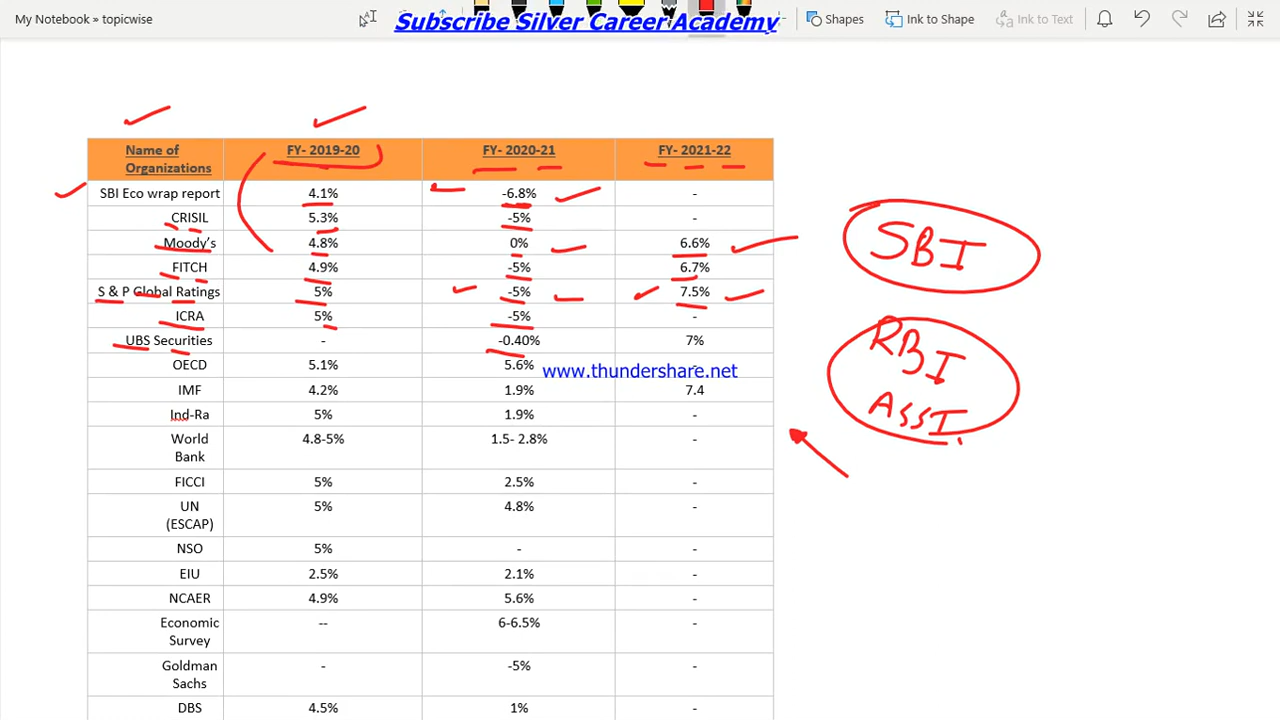 My Notebook » topicwise
Subscribe Silver Career Academy
Shapes
Ink to Shape
Ink to Text
Name of Organizations FY- 2019-20 FY- 2020-21 FY- 2021-22
SBI Eco wrap report 4.1% -6.8% -
CRISIL 5.3% -5% -
Moody's 4.8% 0% 6.6%
FITCH 4.9% -5% 6.7%
S & P Global Ratings 5% -5% 7.5%
ICRA 5% -5% -
UBS Securities - -0.40% 7%
OECD 5.1% 5.6% -
www.thundershare.net
IMF 4.2% 1.9% 7.4
Ind-Ra 5% 1.9% -
World Bank 4.8-5% 1.5- 2.8% -
FICCI 5% 2.5% -
UN (ESCAP) 5% 4.8% -
NSO 5% - -
EIU 2.5% 2.1% -
NCAER 4.9% 5.6% -
Economic Survey -- 6-6.5% -
Goldman Sachs - -5% -
DBS 4.5% 1% -
SBI
RBI
ASSI